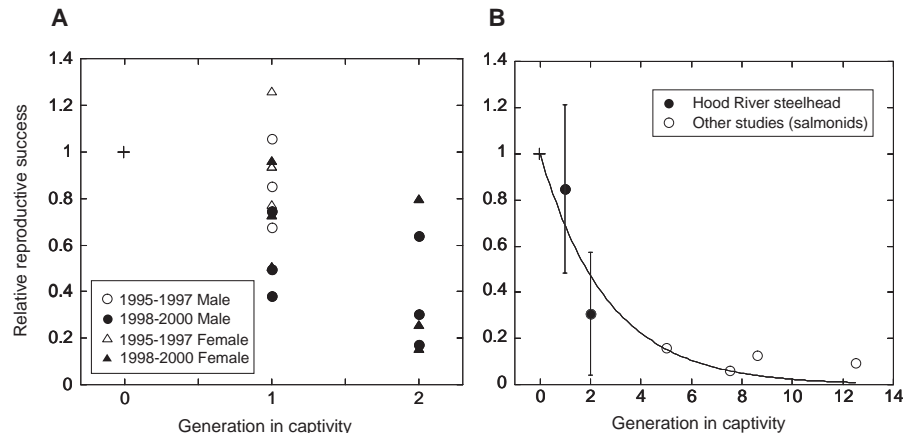 A
Relative reproductive success
1.4
1.2
1
0.8
0.6
0.4
0.2
0
0
1
2
1995-1997 Male
1998-2000 Male
1995-1997 Female
1998-2000 Female
Generation in captivity
B
1.4
1.2
1
0.8
0.6
0.4
0.2
0
0 2 4 6 8 10 12 14
Hood River steelhead
Other studies (salmonids)
Generation in captivity